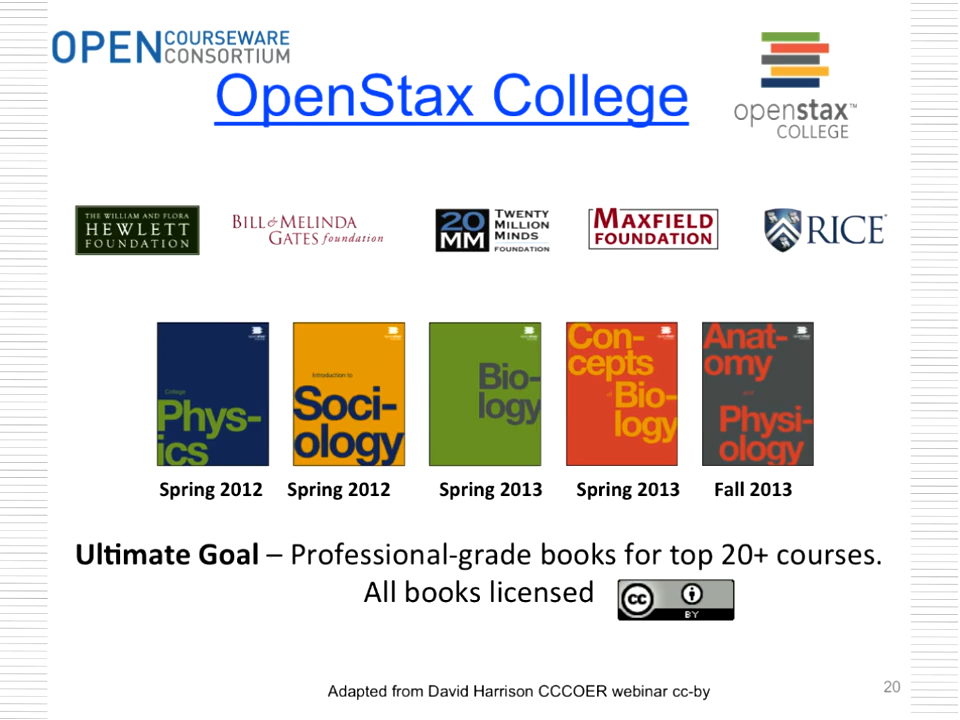 OPEN COURSEWARE CONSORTIUM
OpenStax College
openstax™
COLLEGE
THE WILLIAM AND FLORA
HEWLETT
FOUNDATION
BILL & MELINDA
GATES foundation
20
MM
TWENTY
MILLION
MINDS
FOUNDATION
MAXFIELD
FOUNDATION
RICE
College
Phys-
ics
Introduction to
Soci-
ology
Bio-
logy
Con-
cepts
of
Bio-
logy
Anat-
omy
and
Physi-
ology
Spring 2012
Spring 2012
Spring 2013
Spring 2013
Fall 2013
Ultimate Goal – Professional-grade books for top 20+ courses.
All books licensed
cc
BY
Adapted from David Harrison CCCOER webinar cc-by
20